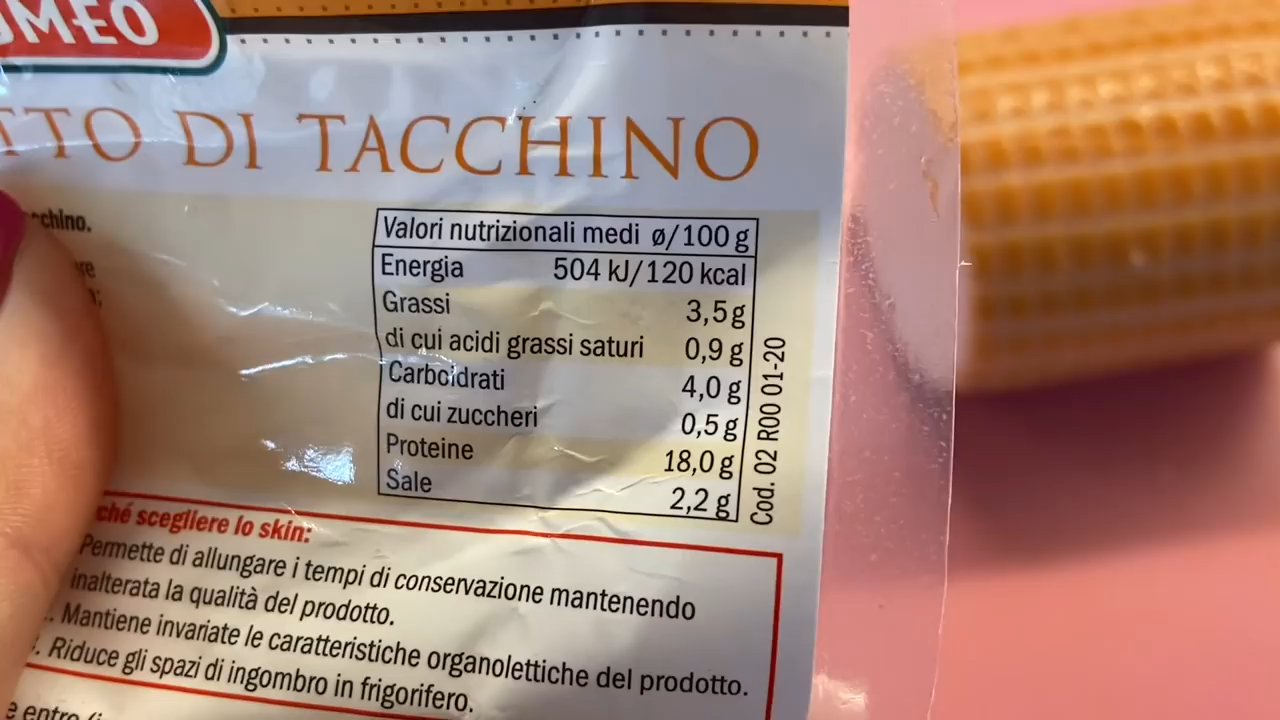 MEO
TTO DI TACCHINO
cchino.
Valori nutrizionali medi ø/100 g
Energia 504 kJ/120 kcal
Grassi 3,5 g
di cui acidi grassi saturi 0,9 g
Carboidrati 4,0 g
di cui zuccheri 0,5 g
Proteine 18,0 g
Sale 2,2 g
Cod. 02 R00 01-20
ché scegliere lo skin:
Permette di allungare i tempi di conservazione mantenendo
inalterata la qualità del prodotto.
. Mantiene invariate le caratteristiche organolettiche del prodotto.
. Riduce gli spazi di ingombro in frigorifero.
e entro